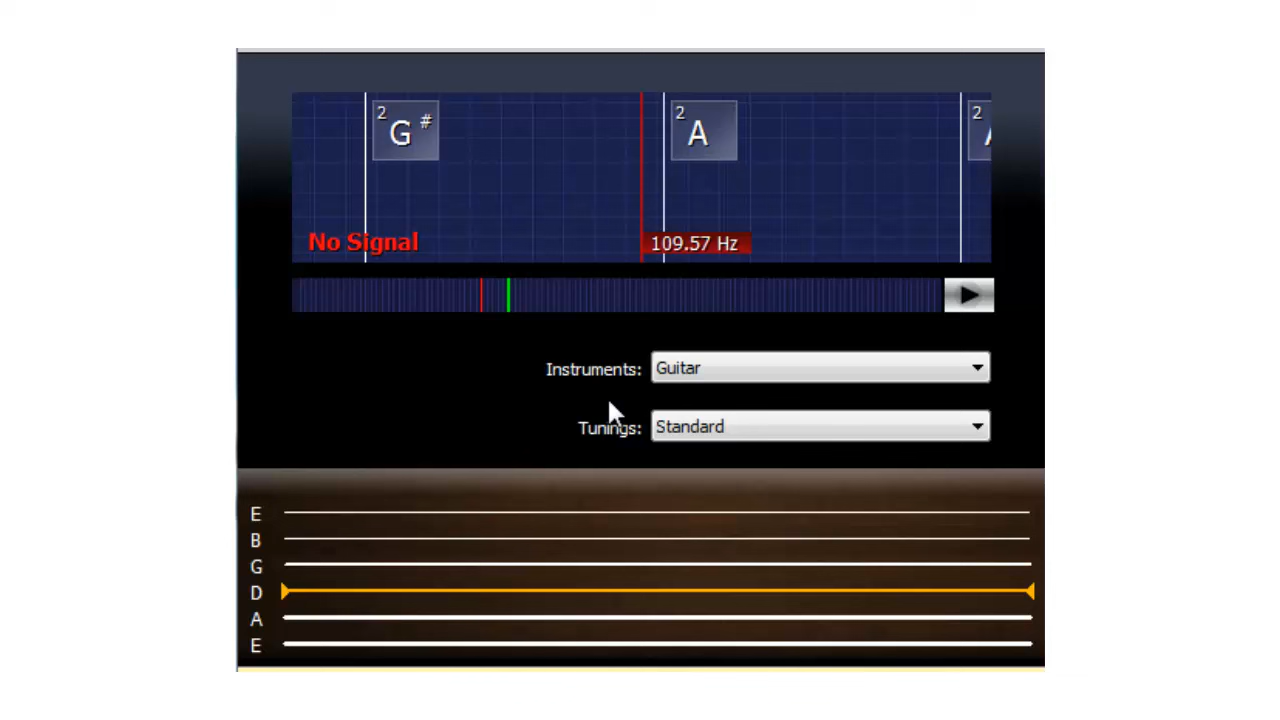 2 G # 2 A 2
No Signal 109.57 Hz
Instruments: Guitar
Tunings: Standard
E
B
G
D
A
E